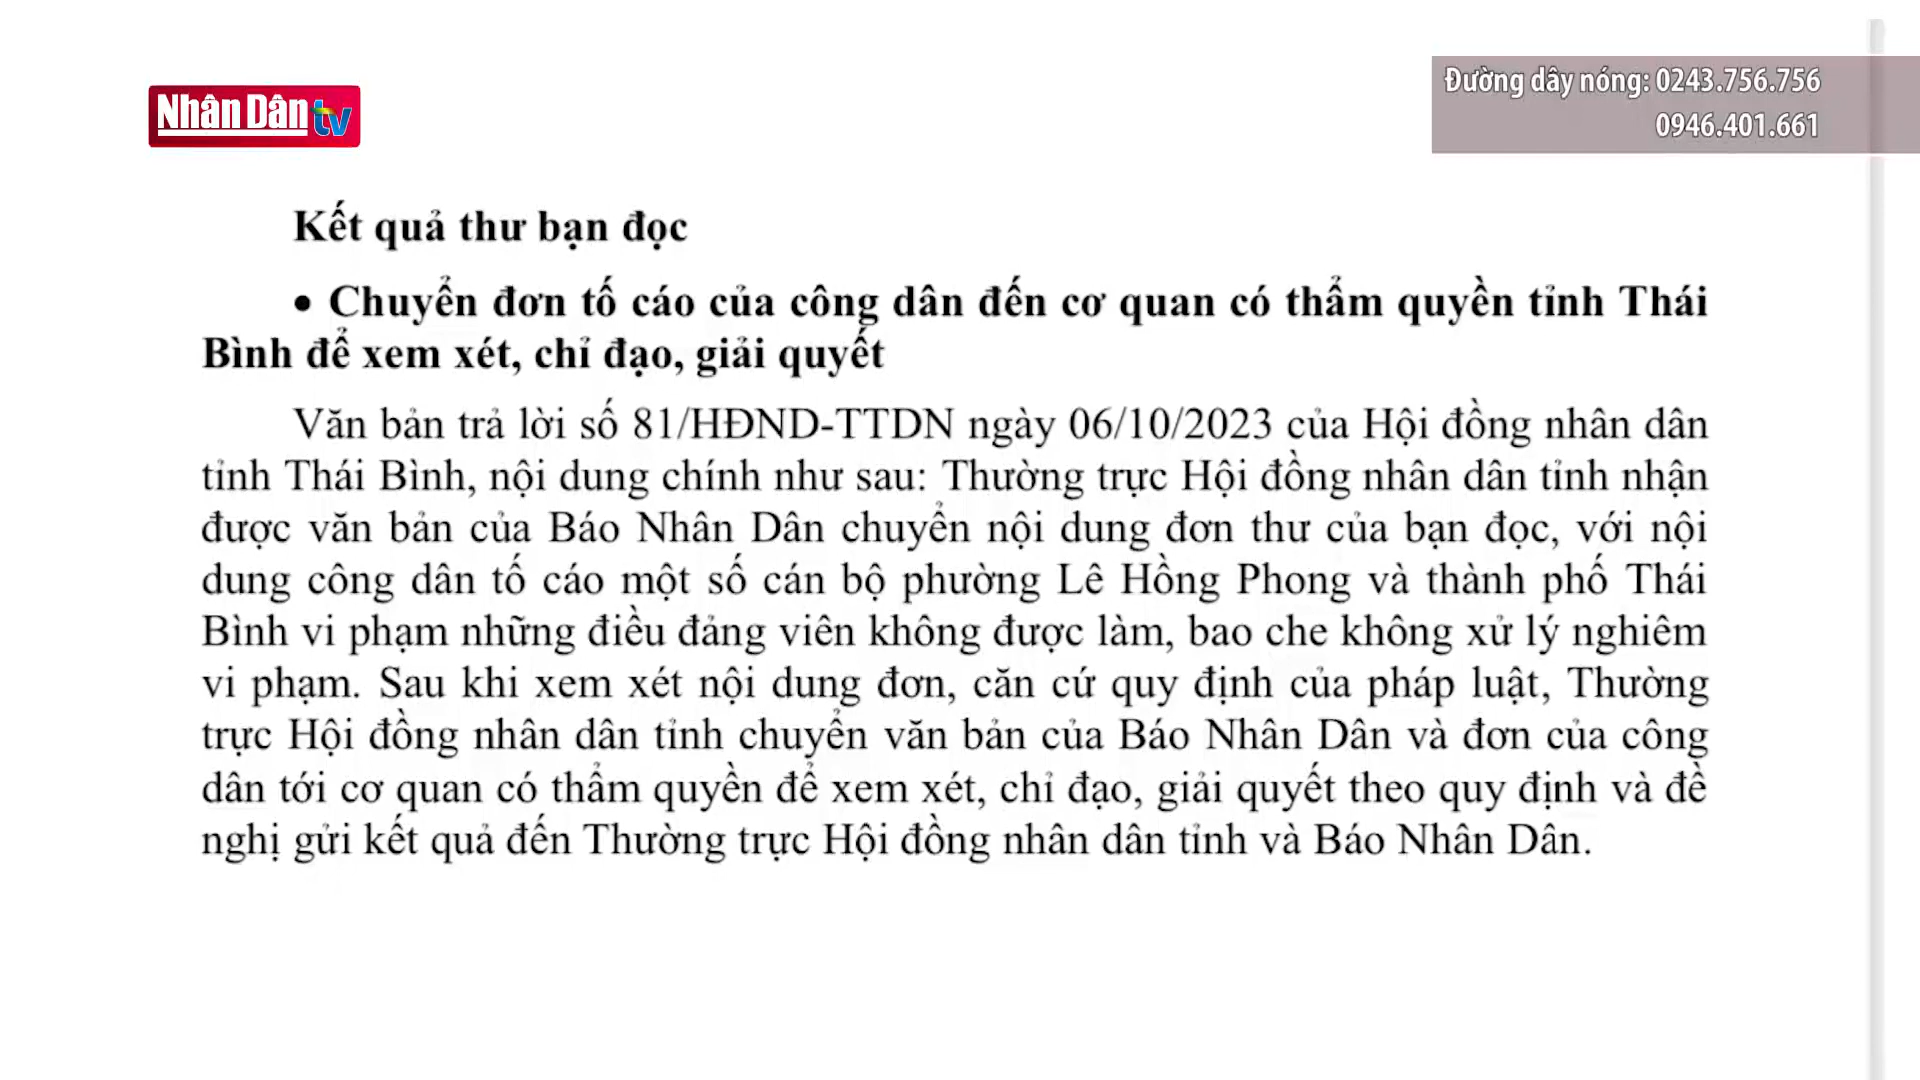 Nhân Dân tv
Đường dây nóng: 0243.756.756
0946.401.661
Kết quả thư bạn đọc
• Chuyển đơn tố cáo của công dân đến cơ quan có thẩm quyền tỉnh Thái
Bình để xem xét, chỉ đạo, giải quyết
Văn bản trả lời số 81/HĐND-TTDN ngày 06/10/2023 của Hội đồng nhân dân
tỉnh Thái Bình, nội dung chính như sau: Thường trực Hội đồng nhân dân tỉnh nhận
được văn bản của Báo Nhân Dân chuyển nội dung đơn thư của bạn đọc, với nội
dung công dân tố cáo một số cán bộ phường Lê Hồng Phong và thành phố Thái
Bình vi phạm những điều đảng viên không được làm, bao che không xử lý nghiêm
vi phạm. Sau khi xem xét nội dung đơn, căn cứ quy định của pháp luật, Thường
trực Hội đồng nhân dân tỉnh chuyển văn bản của Báo Nhân Dân và đơn của công
dân tới cơ quan có thẩm quyền để xem xét, chỉ đạo, giải quyết theo quy định và đề
nghị gửi kết quả đến Thường trực Hội đồng nhân dân tỉnh và Báo Nhân Dân.